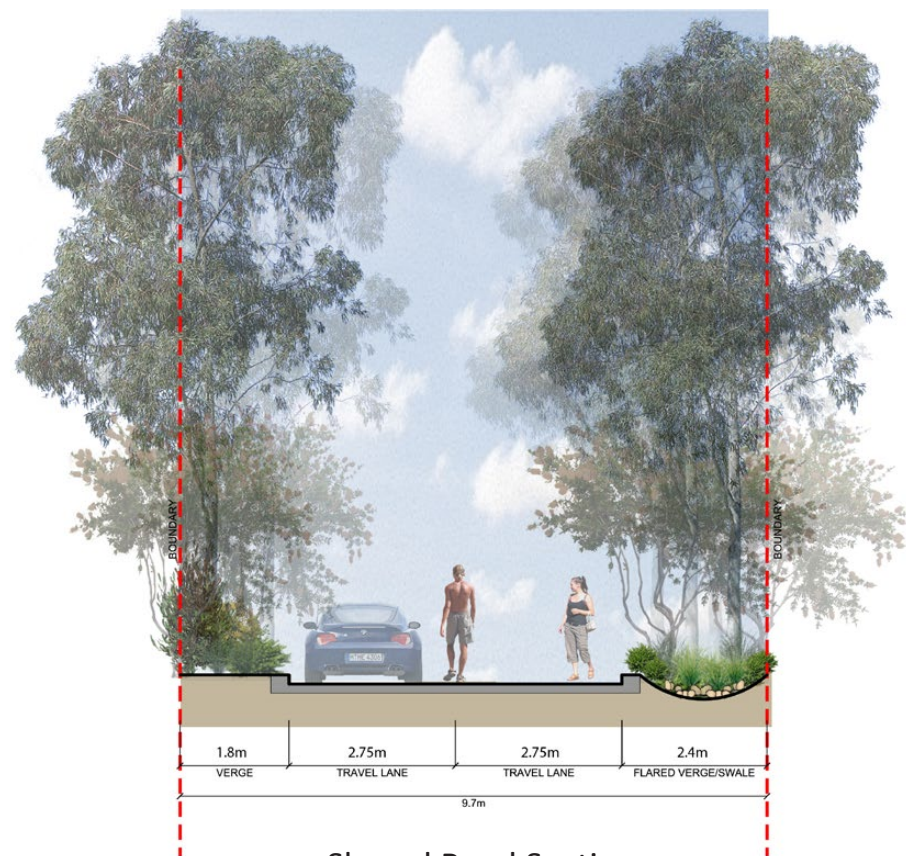 BOUNDARY
BOUNDARY
1.8m
2.75m
2.75m
2.4m
VERGE
TRAVEL LANE
TRAVEL LANE
FLARED VERGE/SWALE
9.7m